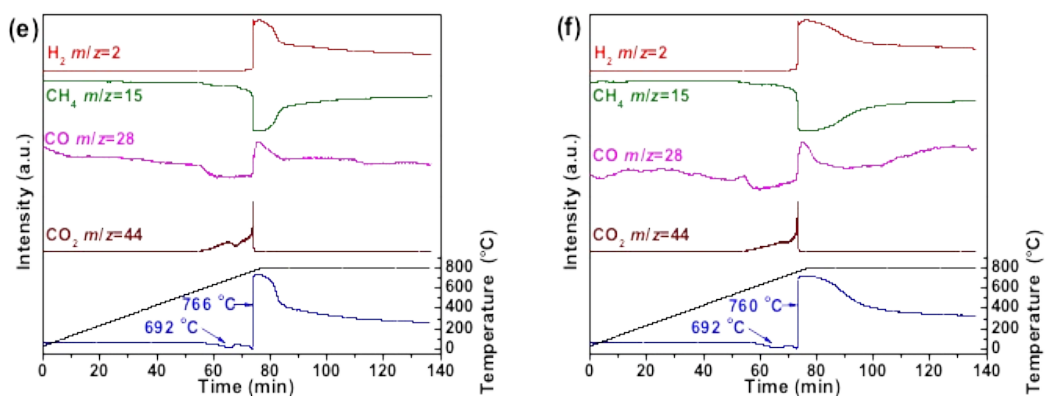 (e)
H₂ m/z=2
CH₄ m/z=15
CO m/z=28
CO₂ m/z=44
766 °C
692 °C
Intensity (a.u.)
800
600
400
200
0
Temperature (°C)
0 20 40 60 80 100 120 140
Time (min)
(f)
H₂ m/z=2
CH₄ m/z=15
CO m/z=28
CO₂ m/z=44
760 °C
692 °C
Intensity (a.u.)
800
600
400
200
0
Temperature (°C)
0 20 40 60 80 100 120 140
Time (min)